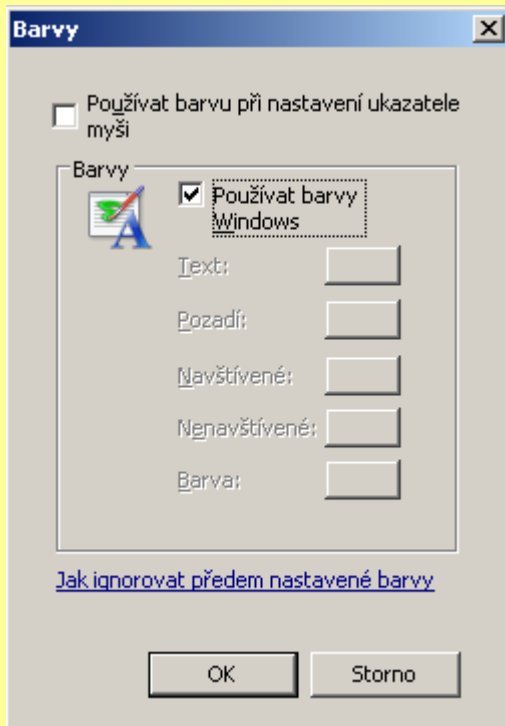 Barvy
Používat barvu při nastavení ukazatele
myši
Barvy
Používat barvy
Windows
Text:
Pozadí:
Navštívené:
Nenavštívené:
Barva:
Jak ignorovat předem nastavené barvy
OK
Storno